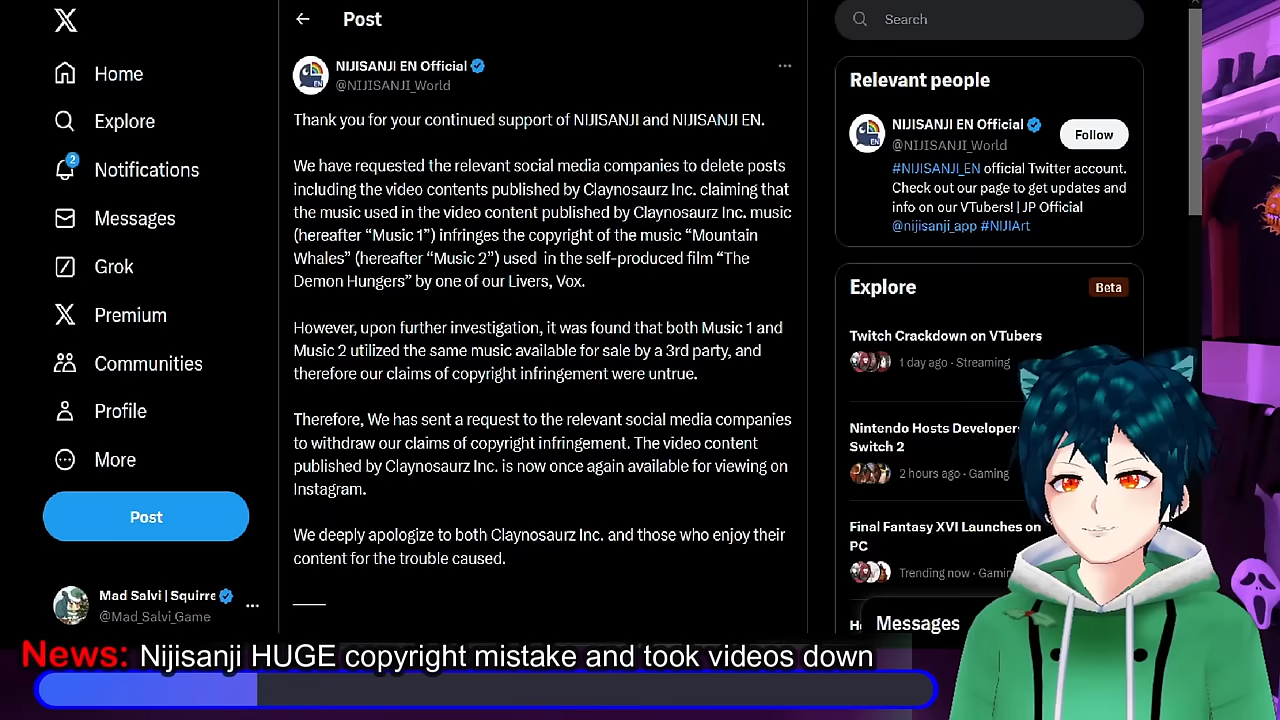 Home
Explore
2
Notifications
Messages
Grok
Premium
Communities
Profile
More
Post
Mad Salvi | Squirre
@Mad_Salvi_Game
Post
NIJISANJI EN Official
@NIJISANJI_World
Thank you for your continued support of NIJISANJI and NIJISANJI EN.
We have requested the relevant social media companies to delete posts
including the video contents published by Claynosaurz Inc. claiming that
the music used in the video content published by Claynosaurz Inc. music
(hereafter “Music 1”) infringes the copyright of the music “Mountain
Whales” (hereafter “Music 2”) used in the self-produced film “The
Demon Hungers” by one of our Livers, Vox.
However, upon further investigation, it was found that both Music 1 and
Music 2 utilized the same music available for sale by a 3rd party, and
therefore our claims of copyright infringement were untrue.
Therefore, We has sent a request to the relevant social media companies
to withdraw our claims of copyright infringement. The video content
published by Claynosaurz Inc. is now once again available for viewing on
Instagram.
We deeply apologize to both Claynosaurz Inc. and those who enjoy their
content for the trouble caused.
Search
Relevant people
NIJISANJI EN Official
@NIJISANJI_World
Follow
#NIJISANJI_EN official Twitter account.
Check out our page to get updates and
info on our VTubers! | JP Official
@nijisanji_app #NIJIArt
Explore
Beta
Twitch Crackdown on VTubers
1 day ago · Streaming
Nintendo Hosts Developer
Switch 2
2 hours ago · Gaming
Final Fantasy XVI Launches on
PC
Trending now · Gamin
Messages
News: Nijisanji HUGE copyright mistake and took videos down